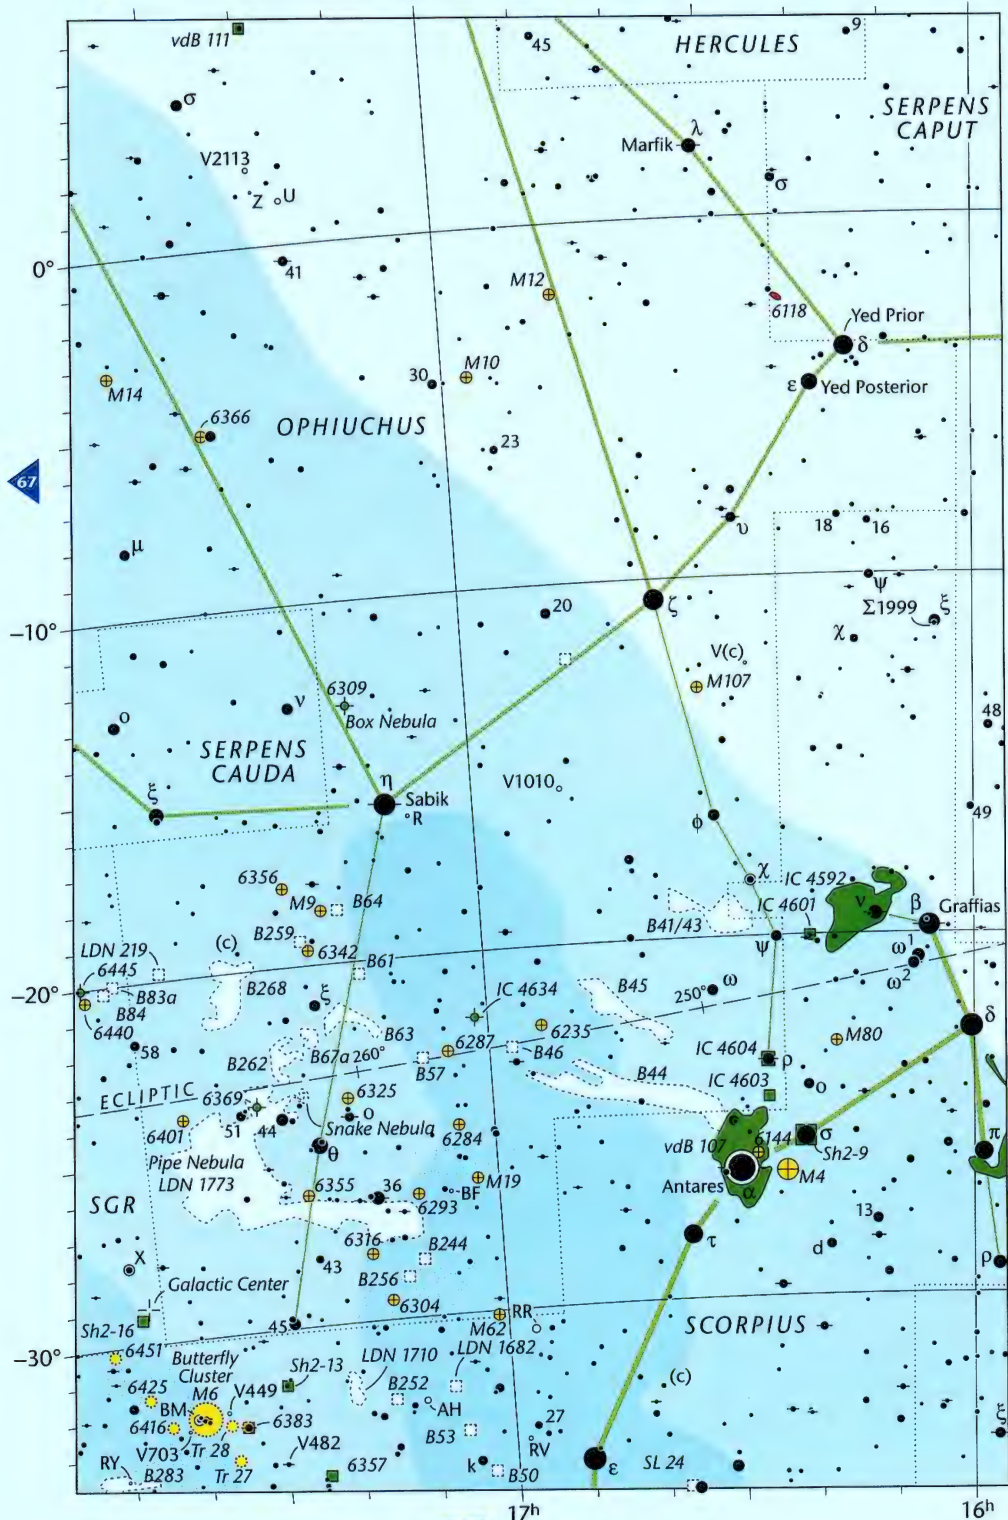 vdB 111
45
HERCULES
9
σ
SERPENS
CAPUT
V2113
Z
U
Marfik
λ
σ
0°
41
M12
6118
Yed Prior
δ
M14
30
M10
ε
Yed Posterior
6366
OPHIUCHUS
23
67
υ
18
16
μ
ψ
Σ1999
ξ
20
ζ
χ
–10°
V(c)
M107
6309
Box Nebula
ν
ο
48
SERPENS
CAUDA
η
Sabik
R
V1010
ξ
49
φ
6356
M9
B64
χ
IC 4592
IC 4601
ν
β
Graffias
B259
6342
B41/43
ψ
ω¹
ω²
LDN 219
(c)
B61
6445
B83a
B268
B45
ω
250°
–20°
B84
6440
ξ
IC 4634
δ
58
B63
6287
6235
M80
B262
B67a
260°
B57
B46
IC 4604
ρ
ECLIPTIC
6325
B44
IC 4603
ο
6369
51
44
Snake Nebula
ο
6284
6401
θ
vdB 107
6144
σ
Sh2-9
π
Pipe Nebula
LDN 1773
M19
M4
6355
36
BF
Antares
α
SGR
6293
13
6316
τ
X
43
B244
d
ρ
B256
Galactic Center
6304
45
M62
RR
SCORPIUS
Sh2-16
–30°
6451
Butterfly
Cluster
M6
Sh2-13
LDN 1710
LDN 1682
(c)
6425
V449
B252
BM
AH
6416
6383
27
ξ
V703
Tr 28
V482
B53
RV
RY
B283
Tr 27
6357
k
B50
ε
SL 24
17h
16h